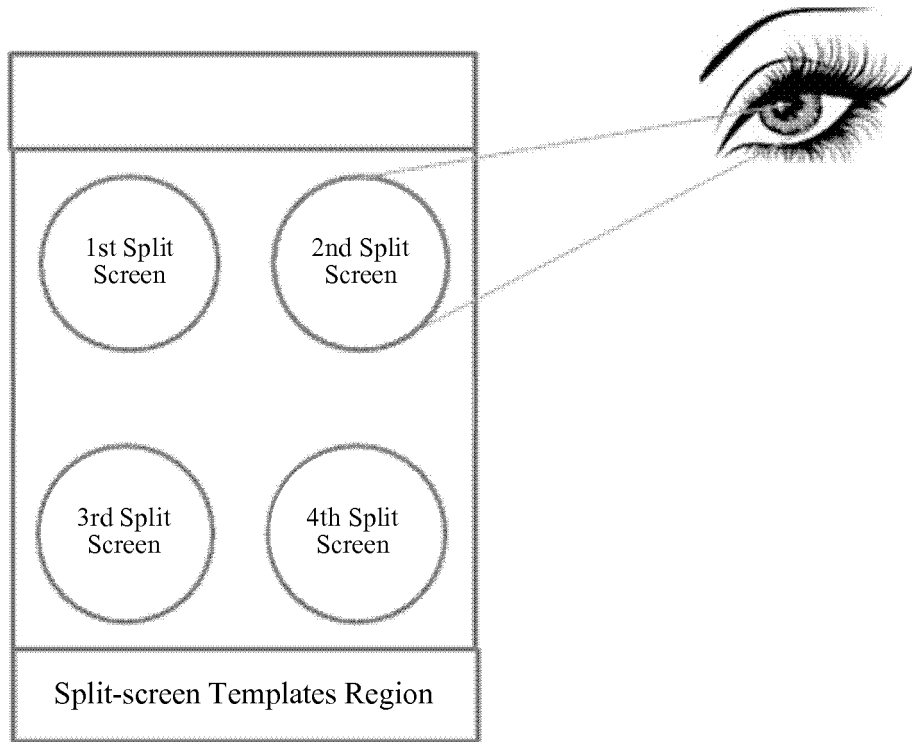 1st Split
Screen
2nd Split
Screen
3rd Split
Screen
4th Split
Screen
Split-screen Templates Region